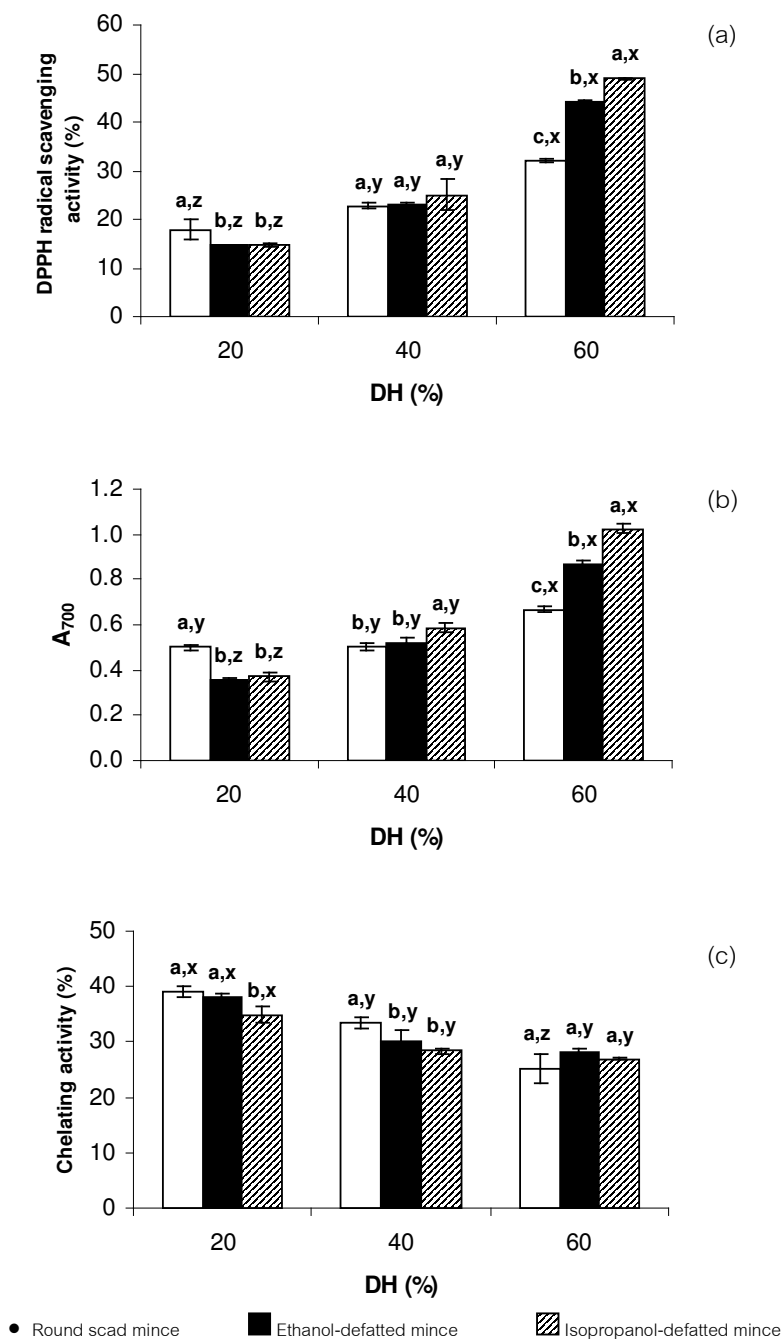 60
(a)
a,x
50
b,x
40
c,x
a,y
30
a,y a,y
a,z
20
b,z b,z
10
0
DPPH radical scavenging
activity (%)
20 40 60
DH (%)
1.2
(b)
a,x
1.0
b,x
0.8
c,x
a,y
0.6
a,y
b,y b,y
b,z b,z
0.4
0.2
0.0
A700
20 40 60
DH (%)
50
(c)
a,x a,x
40
b,x
a,y
b,y b,y
a,z a,y a,y
30
20
10
0
Chelating activity (%)
20 40 60
DH (%)
• Round scad mince Ethanol-defatted mince Isopropanol-defatted mince